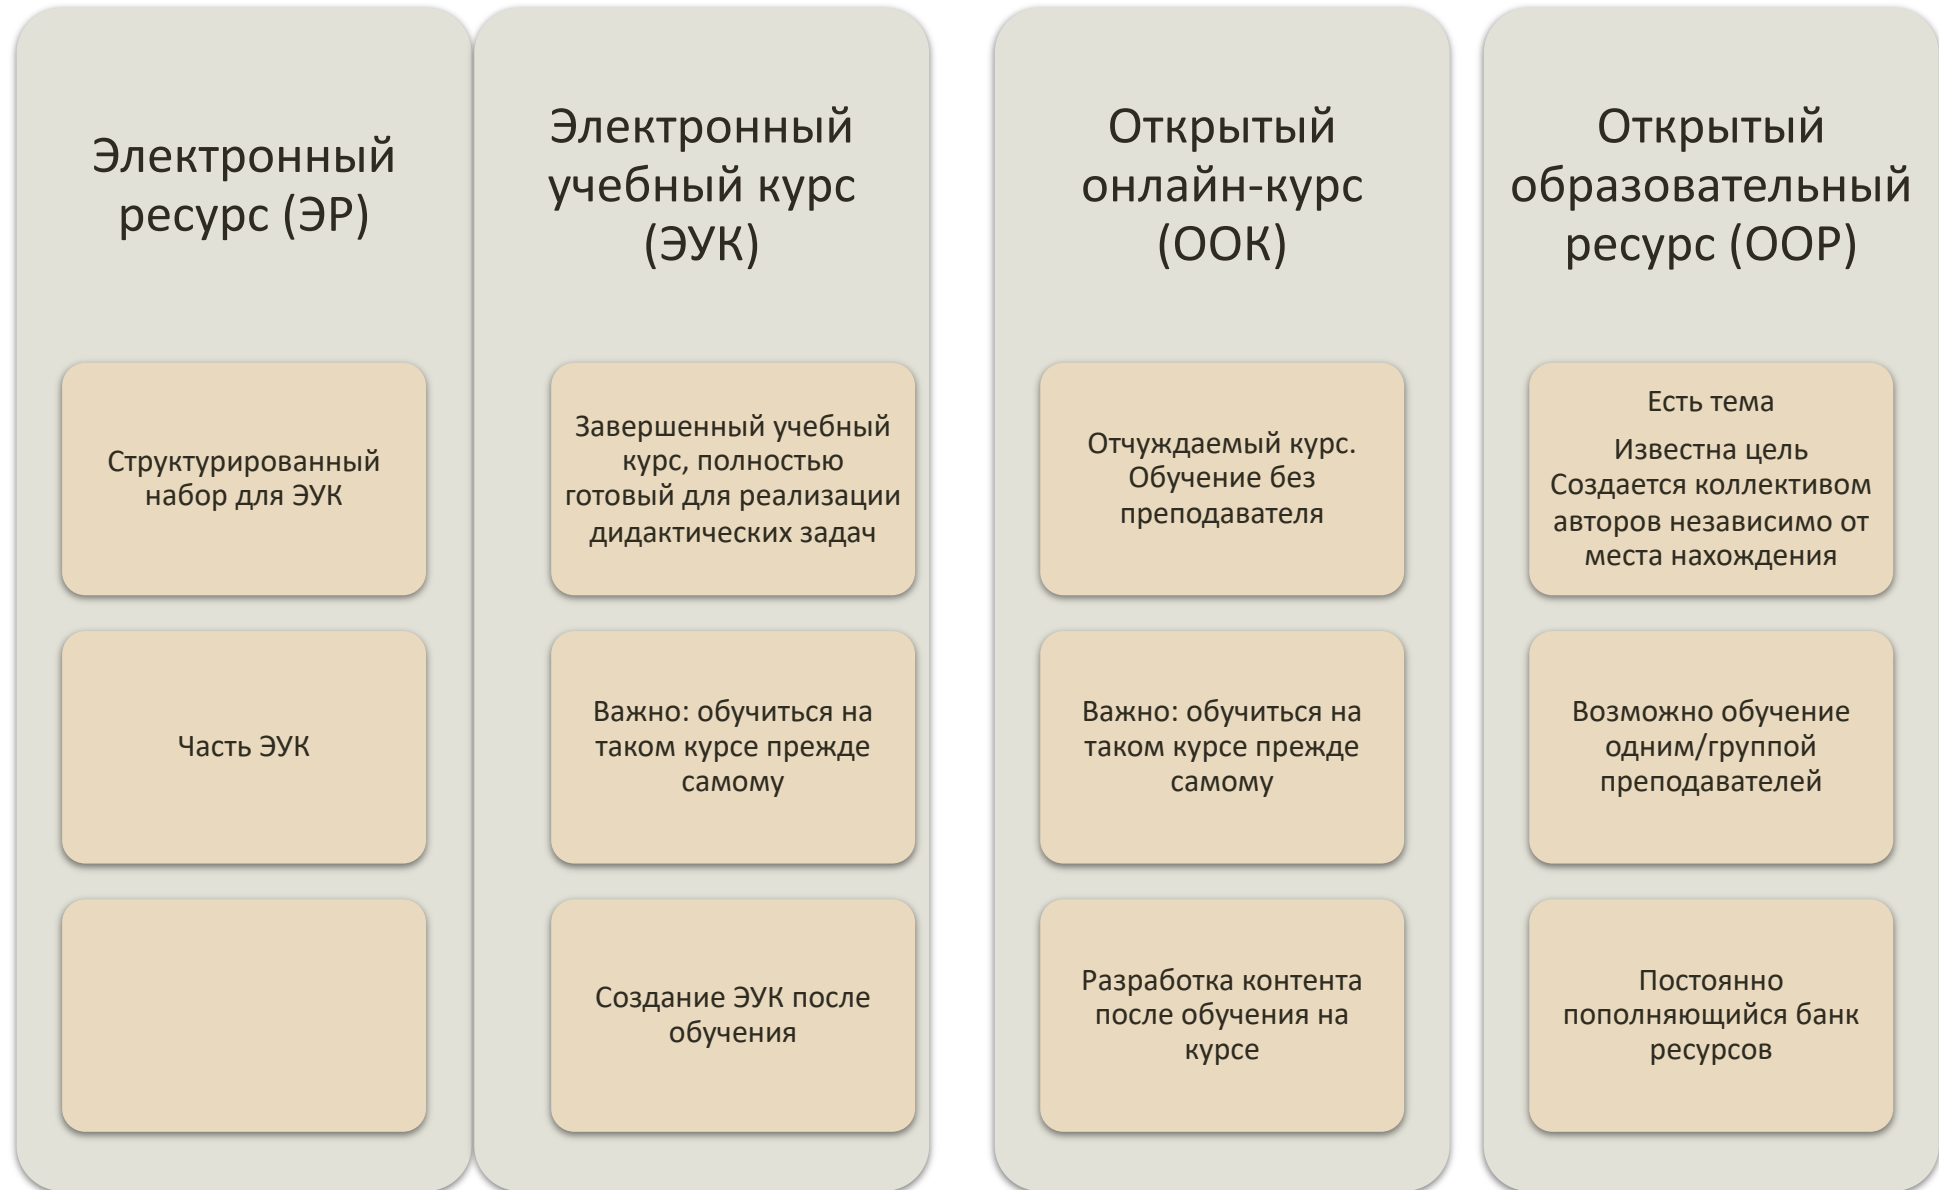 Электронный
ресурс (ЭР)
Структурированный
набор для ЭУК
Часть ЭУК
Электронный
учебный курс
(ЭУК)
Завершенный учебный
курс, полностью
готовый для реализации
дидактических задач
Важно: обучиться на
таком курсе прежде
самому
Создание ЭУК после
обучения
Открытый
онлайн-курс
(ООК)
Отчуждаемый курс.
Обучение без
преподавателя
Важно: обучиться на
таком курсе прежде
самому
Разработка контента
после обучения на
курсе
Открытый
образовательный
ресурс (ООР)
Есть тема
Известна цель
Создается коллективом
авторов независимо от
места нахождения
Возможно обучение
одним/группой
преподавателей
Постоянно
пополняющийся банк
ресурсов